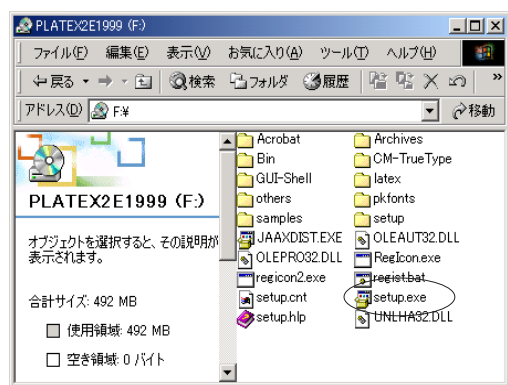 PLATEX2E1999 (F:)
ファイル(F) 編集(E) 表示(V) お気に入り(A) ツール(T) ヘルプ(H)
戻る 検索 フォルダ 履歴 »
アドレス(D) F:¥ 移動
PLATEX2E1999 (F:)
オブジェクトを選択すると、その説明が
表示されます。
合計サイズ: 492 MB
使用領域: 492 MB
空き領域: 0 バイト
Acrobat Archives
Bin CM-TrueType
GUI-Shell latex
others pkfonts
samples setup
JAAXDIST.EXE OLEAUT32.DLL
OLEPRO32.DLL RegIcon.exe
regicon2.exe regist.bat
setup.cnt setup.exe
setup.hlp UNLHA32.DLL